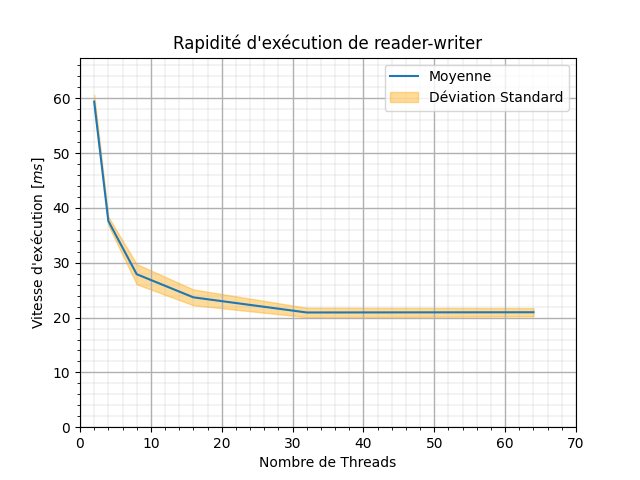 Rapidité d'exécution de reader-writer
Moyenne
Déviation Standard
Vitesse d'exécution [ms]
60
50
40
30
20
10
0
0 10 20 30 40 50 60 70
Nombre de Threads